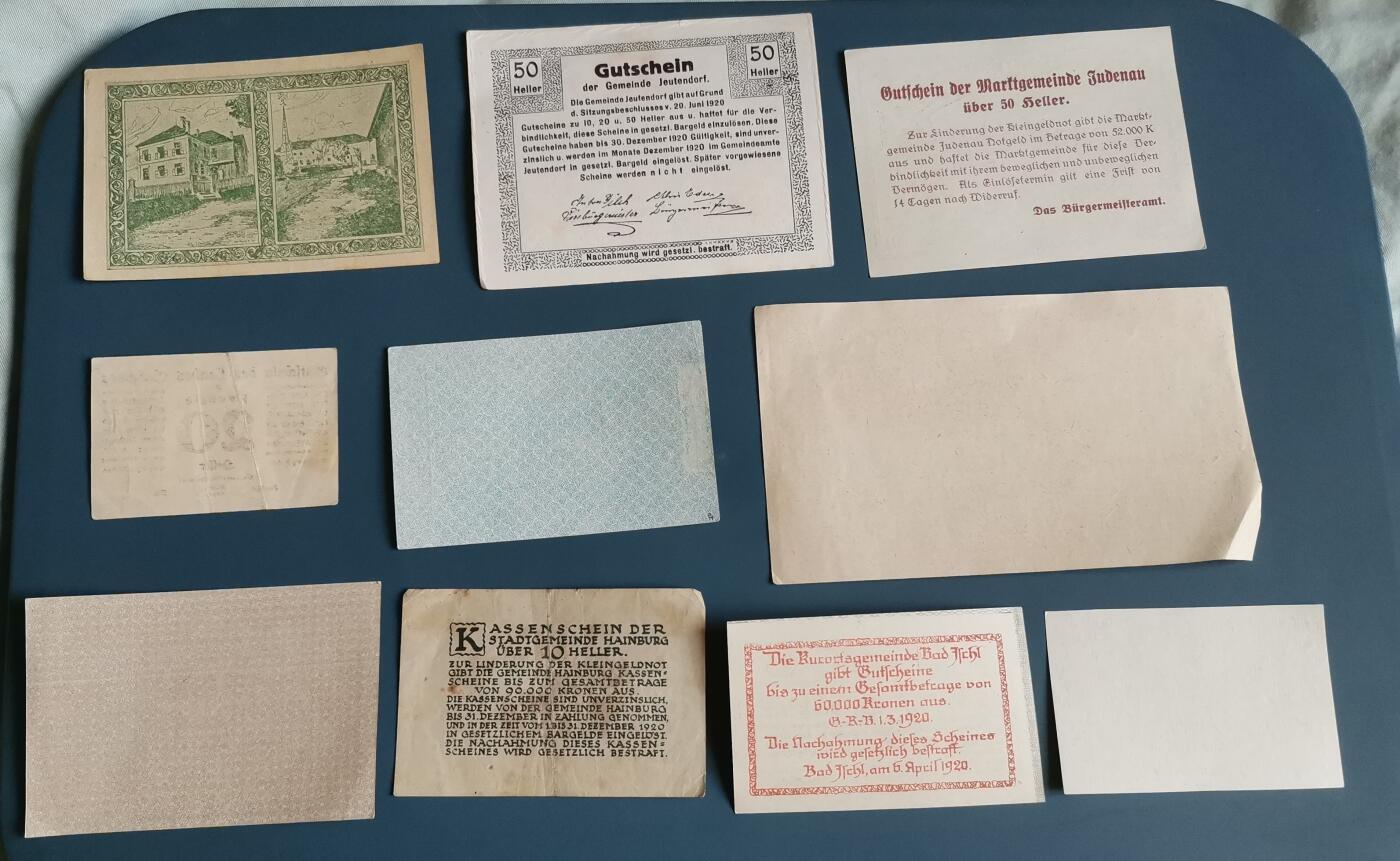 50
Heller
Gutschein
der Gemeinde Jeutendorf.
50
Heller
Die Gemeinde Jeutendorf gibt auf Grund
d. Sitzungsbeschlusses v. 20. Juni 1920
Gutscheine zu 10, 20 u. 50 Heller aus u. haftet für die Ver-
bindlichkeit, diese Scheine in gesetzl. Bargeld einzulösen. Diese
Gutscheine haben bis 30. Dezember 1920 Gültigkeit, sind unver-
zinslich u. werden im Monate Dezember 1920 im Gemeindeamte
Jeutendorf in gesetzl. Bargeld eingelöst. Später vorgewiesene
Scheine werden nicht eingelöst.
Nachahmung wird gesetzl. bestraft.
Gutschein der Marktgemeinde Judenau
über 50 Heller.
Zur Linderung der Kleingeldnot gibt die Markt-
gemeinde Judenau Notgeld im Betrage von 52.000 K
aus und haftet die Marktgemeinde für diese Ver-
bindlichkeit mit ihrem beweglichen und unbeweglichen
Vermögen. Als Einlösetermin gilt eine Frist von
14 Tagen nach Widerruf.
Das Bürgermeisteramt.
20
KASSENSCHEIN DER
STADTGEMEINDE HAINBURG
ÜBER 10 HELLER.
ZUR LINDERUNG DER KLEINGELDNOT
GIBT DIE GEMEINDE HAINBURG KASSEN=
SCHEINE BIS ZUM GESAMTBETRAGE
VON 90.000 KRONEN AUS.
DIE KASSENSCHEINE SIND UNVERZINSLICH,
WERDEN VON DER GEMEINDE HAINBURG
BIS 31. DEZEMBER IN ZAHLUNG GENOMMEN,
UND IN DER ZEIT VOM 1. BIS 31. DEZEMBER 1920
IN GESETZLICHEM BARGELDE EINGELÖST.
DIE NACHAHMUNG DIESES KASSEN=
SCHEINES WIRD GESETZLICH BESTRAFT.
Die Kurortsgemeinde Bad Ischl
gibt Gutscheine
bis zu einem Gesamtbetrage von
60.000 Kronen aus.
G-R-B. 1.3.1920.
Die Nachahmung dieses Scheines
wird gesetzlich bestraft.
Bad Ischl, am 6. April 1920.